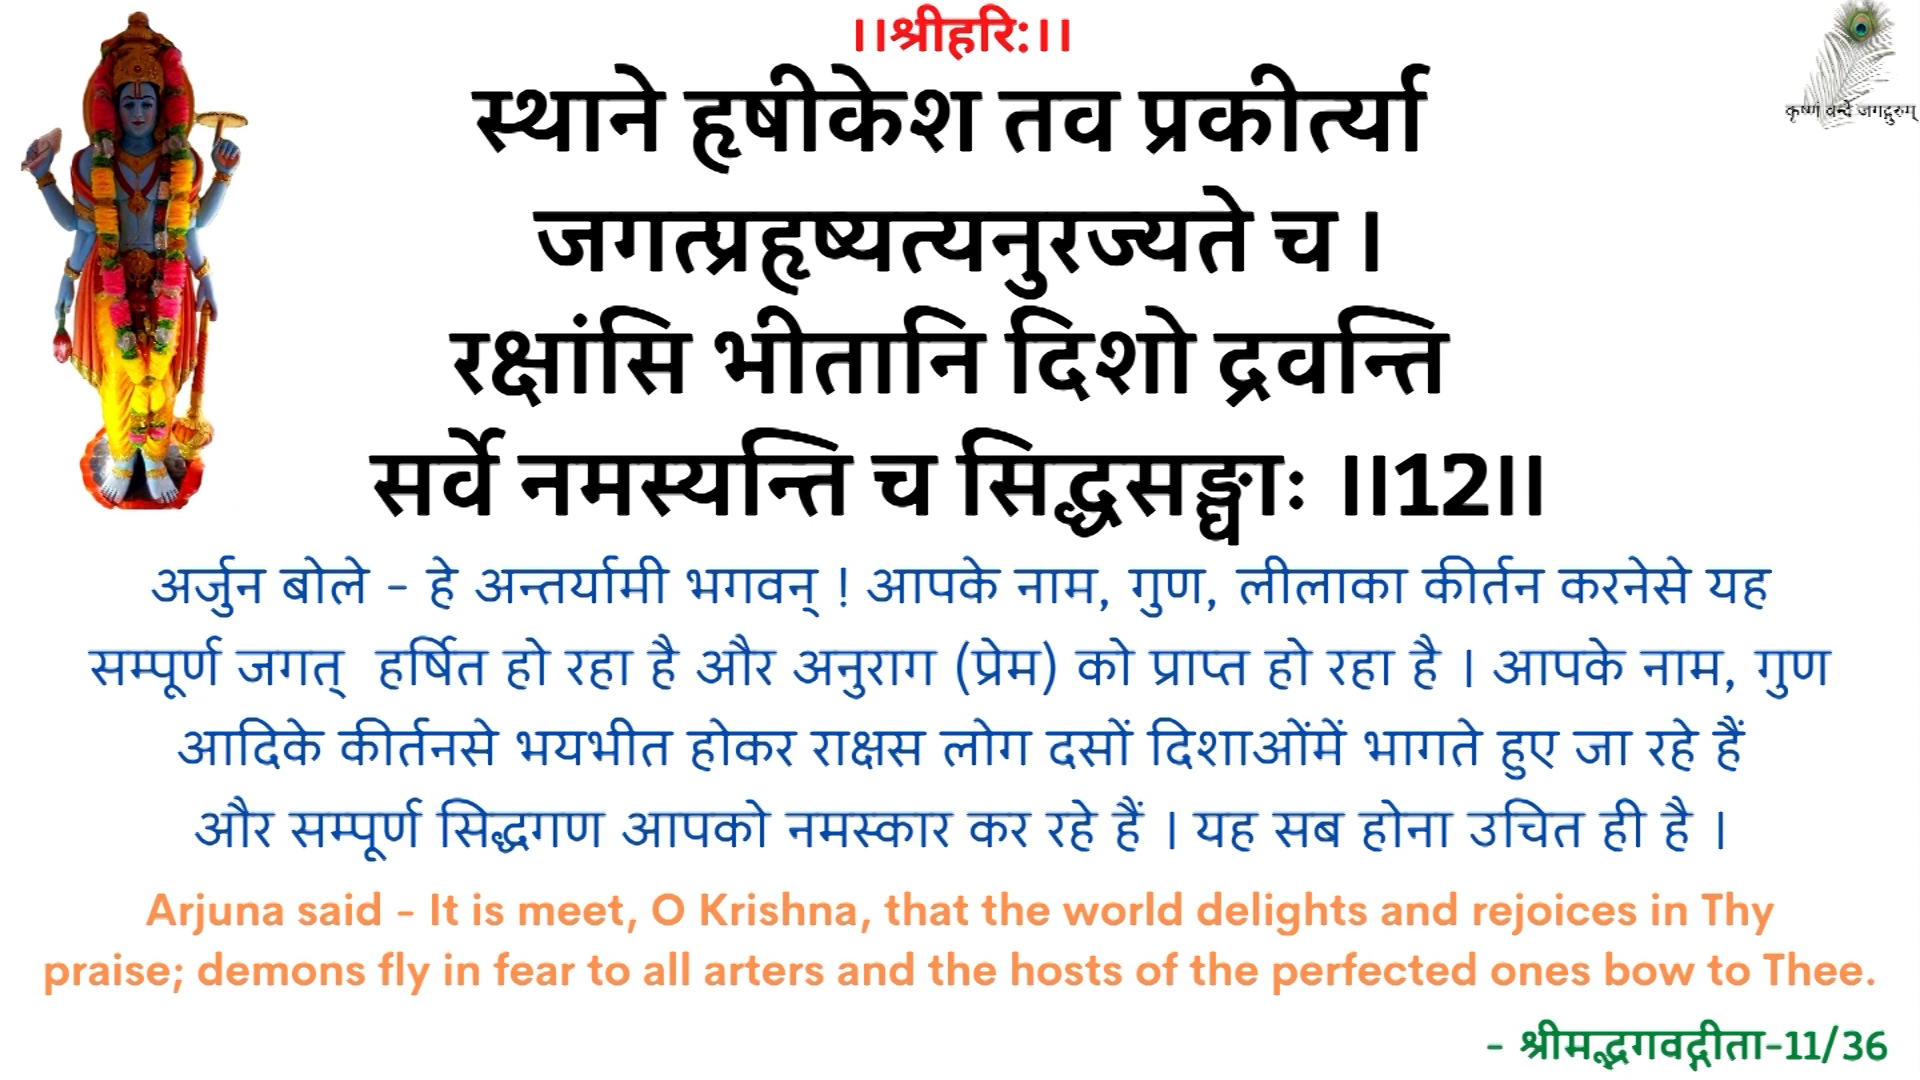 ।।श्रीहरि:।।
कृष्णं वन्दे जगद्गुरुम्
स्थाने हृषीकेश तव प्रकीर्त्या
जगत्प्रहृष्यत्यनुरज्यते च ।
रक्षांसि भीतानि दिशो द्रवन्ति
सर्वे नमस्यन्ति च सिद्धसङ्घाः ।।12।।
अर्जुन बोले - हे अन्तर्यामी भगवन् ! आपके नाम, गुण, लीलाका कीर्तन करनेसे यह
सम्पूर्ण जगत् हर्षित हो रहा है और अनुराग (प्रेम) को प्राप्त हो रहा है । आपके नाम, गुण
आदिके कीर्तनसे भयभीत होकर राक्षस लोग दसों दिशाओंमें भागते हुए जा रहे हैं
और सम्पूर्ण सिद्धगण आपको नमस्कार कर रहे हैं । यह सब होना उचित ही है ।
Arjuna said - It is meet, O Krishna, that the world delights and rejoices in Thy
praise; demons fly in fear to all arters and the hosts of the perfected ones bow to Thee.
- श्रीमद्भगवद्गीता-11/36